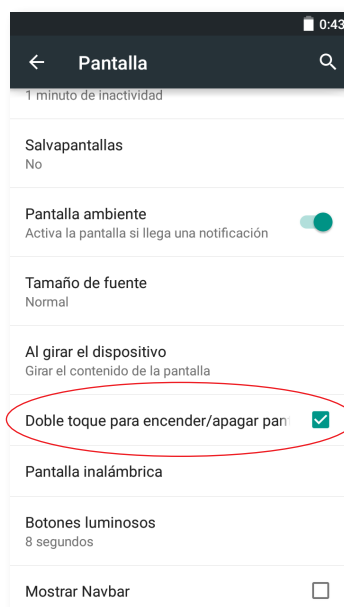 0:43
Pantalla
1 minuto de inactividad
Salvapantallas
No
Pantalla ambiente
Activa la pantalla si llega una notificación
Tamaño de fuente
Normal
Al girar el dispositivo
Girar el contenido de la pantalla
Doble toque para encender/apagar pan
Pantalla inalámbrica
Botones luminosos
8 segundos
Mostrar Navbar